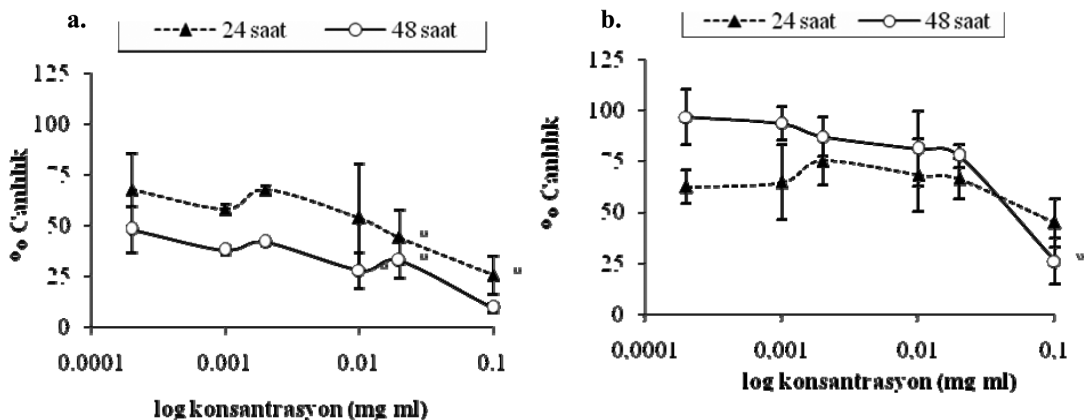 a.
24 saat 48 saat
% Canlılık
125
100
75
50
25
0
0.0001 0.001 0.01 0.1
log konsantrasyon (mg ml)
b.
24 saat 48 saat
% Canlılık
125
100
75
50
25
0
0.0001 0.001 0.01 0.1
log konsantrasyon (mg ml)